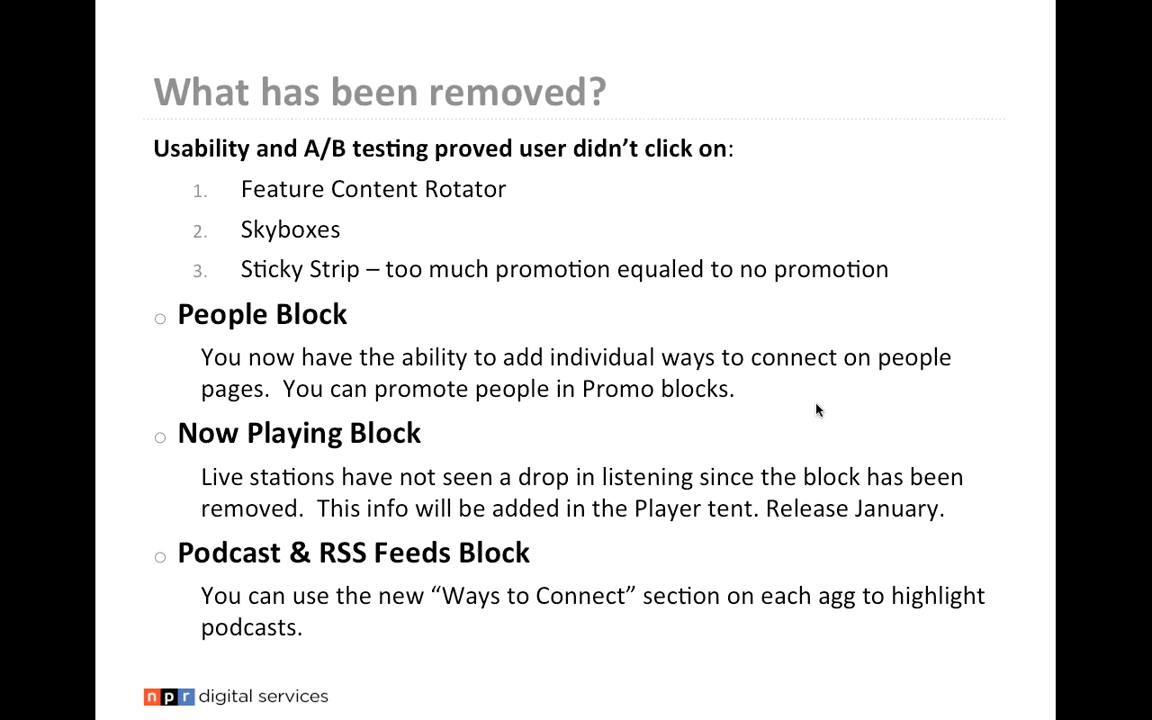 What has been removed?
Usability and A/B testing proved user didn’t click on:
1. Feature Content Rotator
2. Skyboxes
3. Sticky Strip – too much promotion equaled to no promotion
○ People Block
You now have the ability to add individual ways to connect on people
pages.  You can promote people in Promo blocks.
○ Now Playing Block
Live stations have not seen a drop in listening since the block has been
removed.  This info will be added in the Player tent. Release January.
○ Podcast & RSS Feeds Block
You can use the new “Ways to Connect” section on each agg to highlight
podcasts.
npr digital services